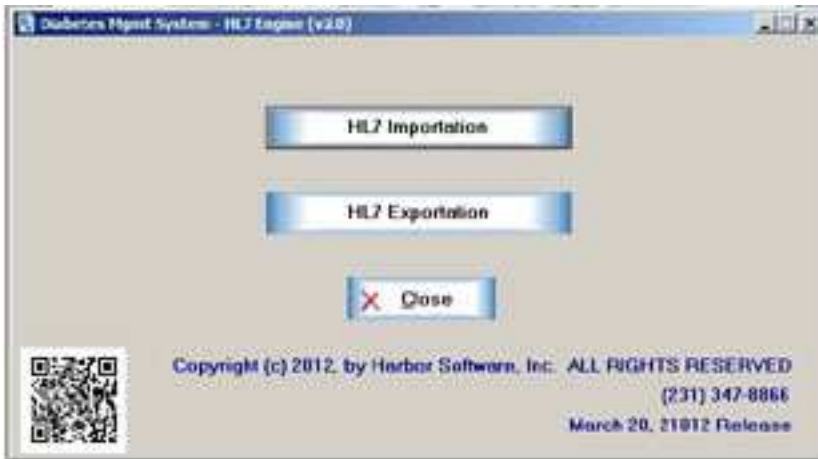 Diabetes Mgmt System - HL7 Engine (v3.0)
HL7 Importation
HL7 Exportation
Close
Copyright (c) 2012, by Harbor Software, Inc. ALL RIGHTS RESERVED
(231) 347-8866
March 20, 21012 Release